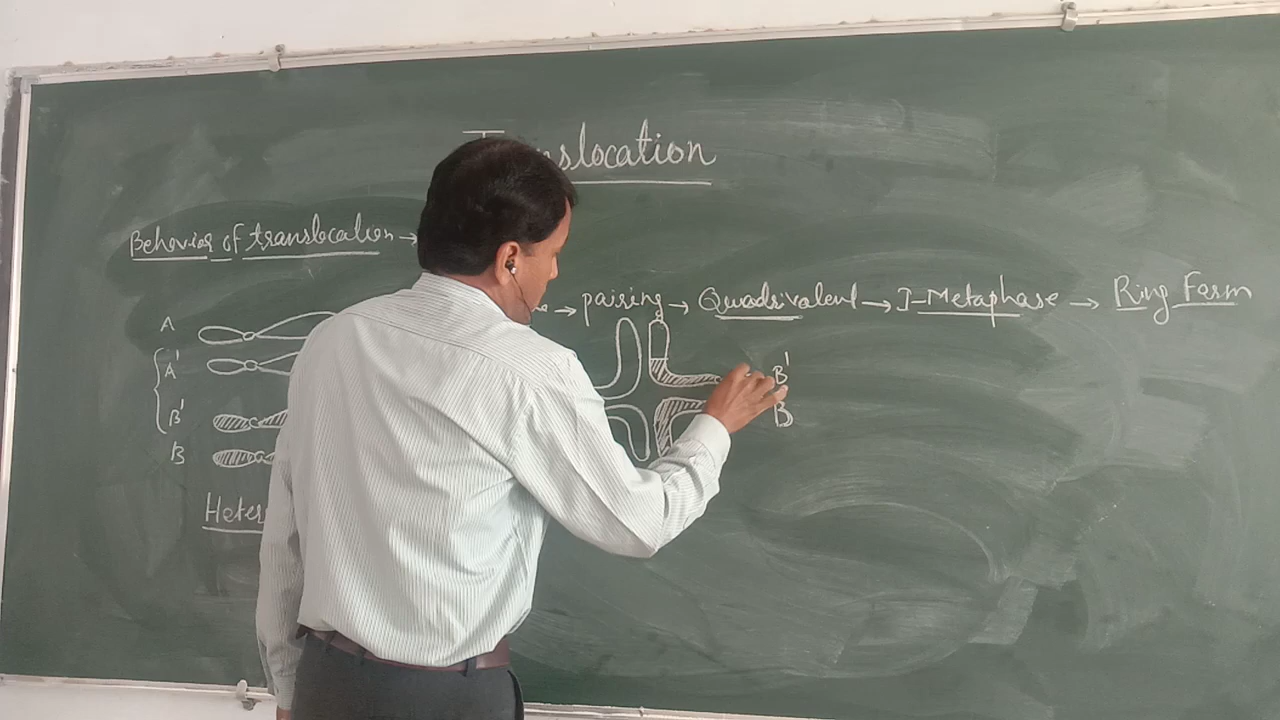 Translocation
Behavior of translocation →
→ pairing → Quadrivalent → I-Metaphase → Ring Form
A
A'
B'
B
B'
B